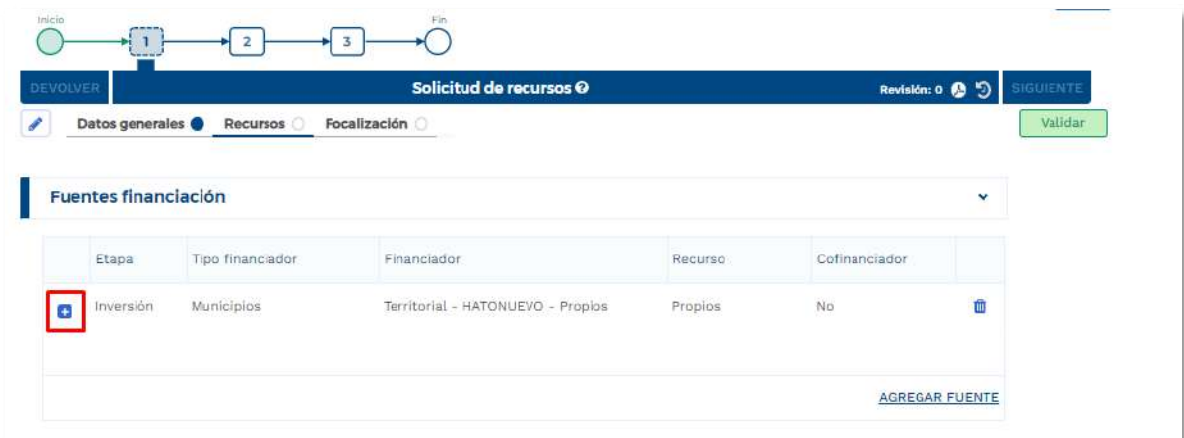 Inicio
Fin
1
2
3
DEVOLVER
Solicitud de recursos
Revisión: 0
SIGUIENTE
Datos generales
Recursos
Focalización
Validar
Fuentes financiación
Etapa
Tipo financiador
Financiador
Recurso
Cofinanciador
Inversión
Municipios
Territorial - HATONUEVO - Propios
Propios
No
AGREGAR FUENTE